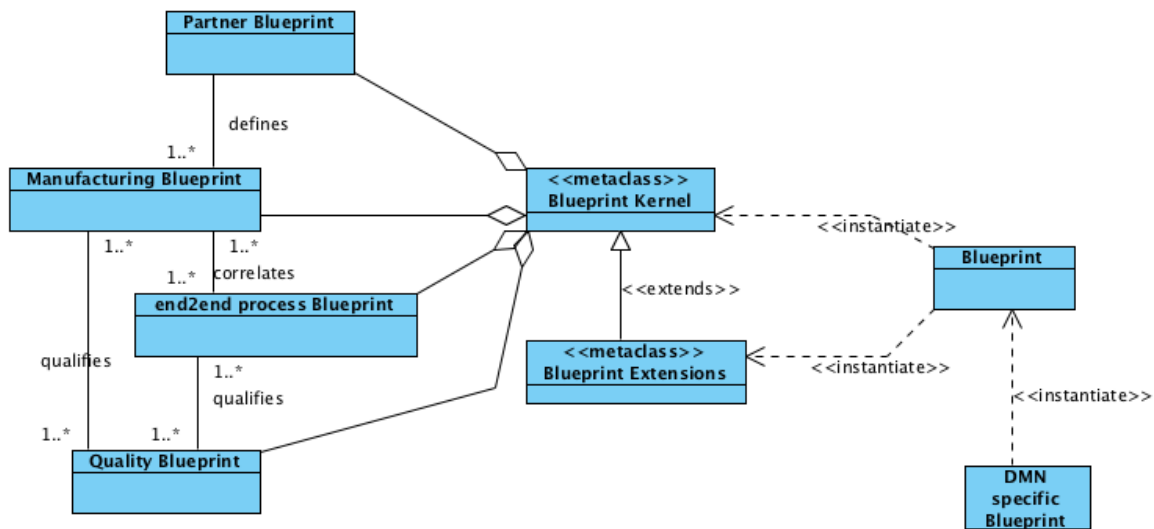 Partner Blueprint
defines
1..*
Manufacturing Blueprint
<<metaclass>>
Blueprint Kernel
1..*
1..*
<<instantiate>>
Blueprint
1..*
correlates
end2end process Blueprint
<<extends>>
<<metaclass>>
Blueprint Extensions
qualifies
1..*
<<instantiate>>
qualifies
<<instantiate>>
1..*
1..*
Quality Blueprint
DMN
specific
Blueprint